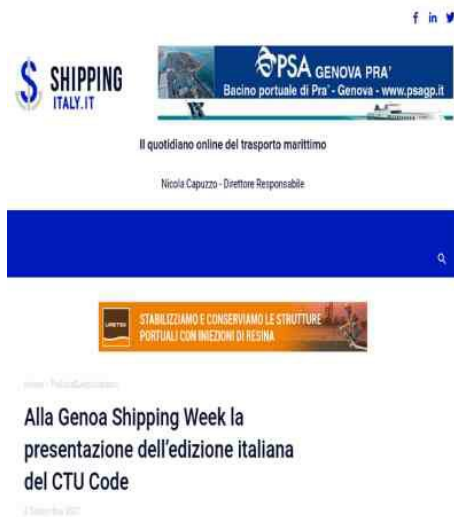 f in
SHIPPING
ITALY.IT
PSA GENOVA PRA'
Bacino portuale di Pra' - Genova - www.psagp.it
Il quotidiano online del trasporto marittimo
Nicola Capuzzo - Direttore Responsabile
URETEK
STABILIZZIAMO E CONSERVIAMO LE STRUTTURE
PORTUALI CON INIEZIONI DI RESINA
Alla Genoa Shipping Week la
presentazione dell'edizione italiana
del CTU Code